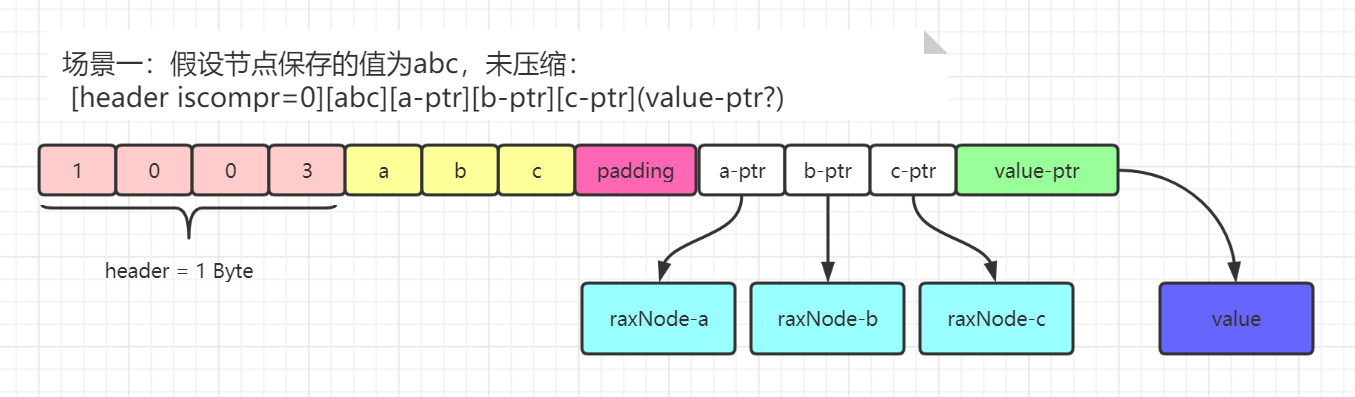 场景一：假设节点保存的值为abc，未压缩：
[header iscompr=0][abc][a-ptr][b-ptr][c-ptr](value-ptr?)
1 0 0 3 a b c padding a-ptr b-ptr c-ptr value-ptr
header = 1 Byte
raxNode-a raxNode-b raxNode-c value